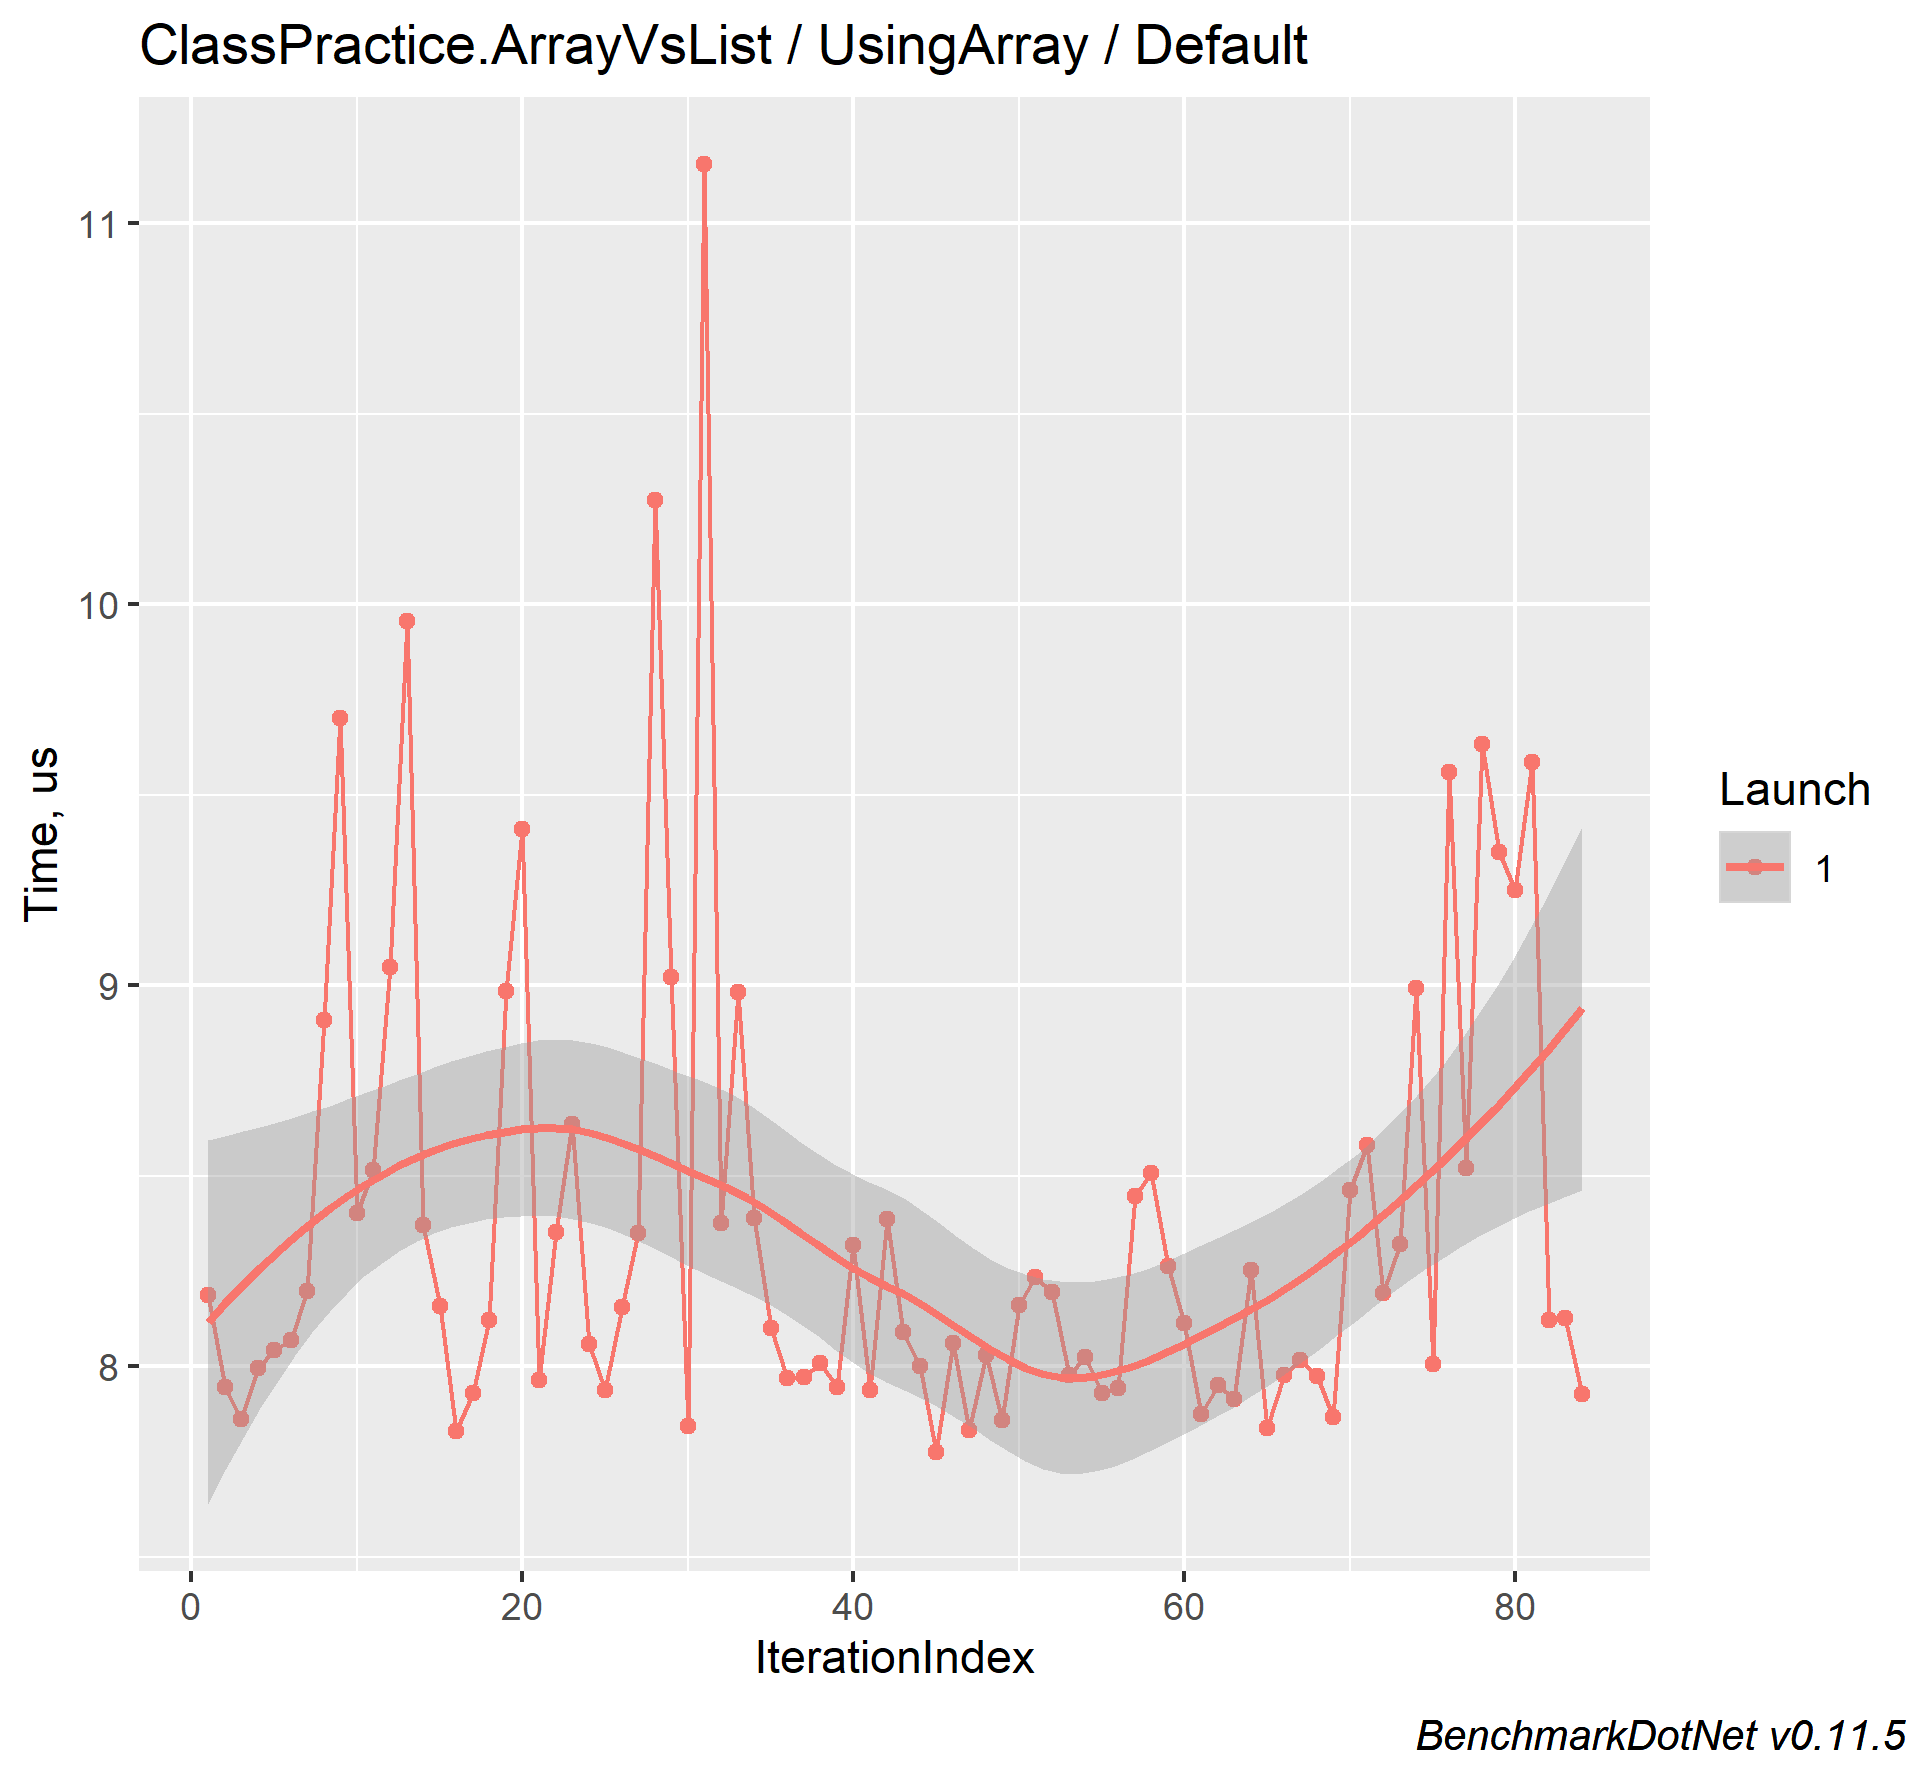 ClassPractice.ArrayVsList / UsingArray / Default
11
10
9
8
Time, us
0 20 40 60 80
IterationIndex
Launch
1
BenchmarkDotNet v0.11.5